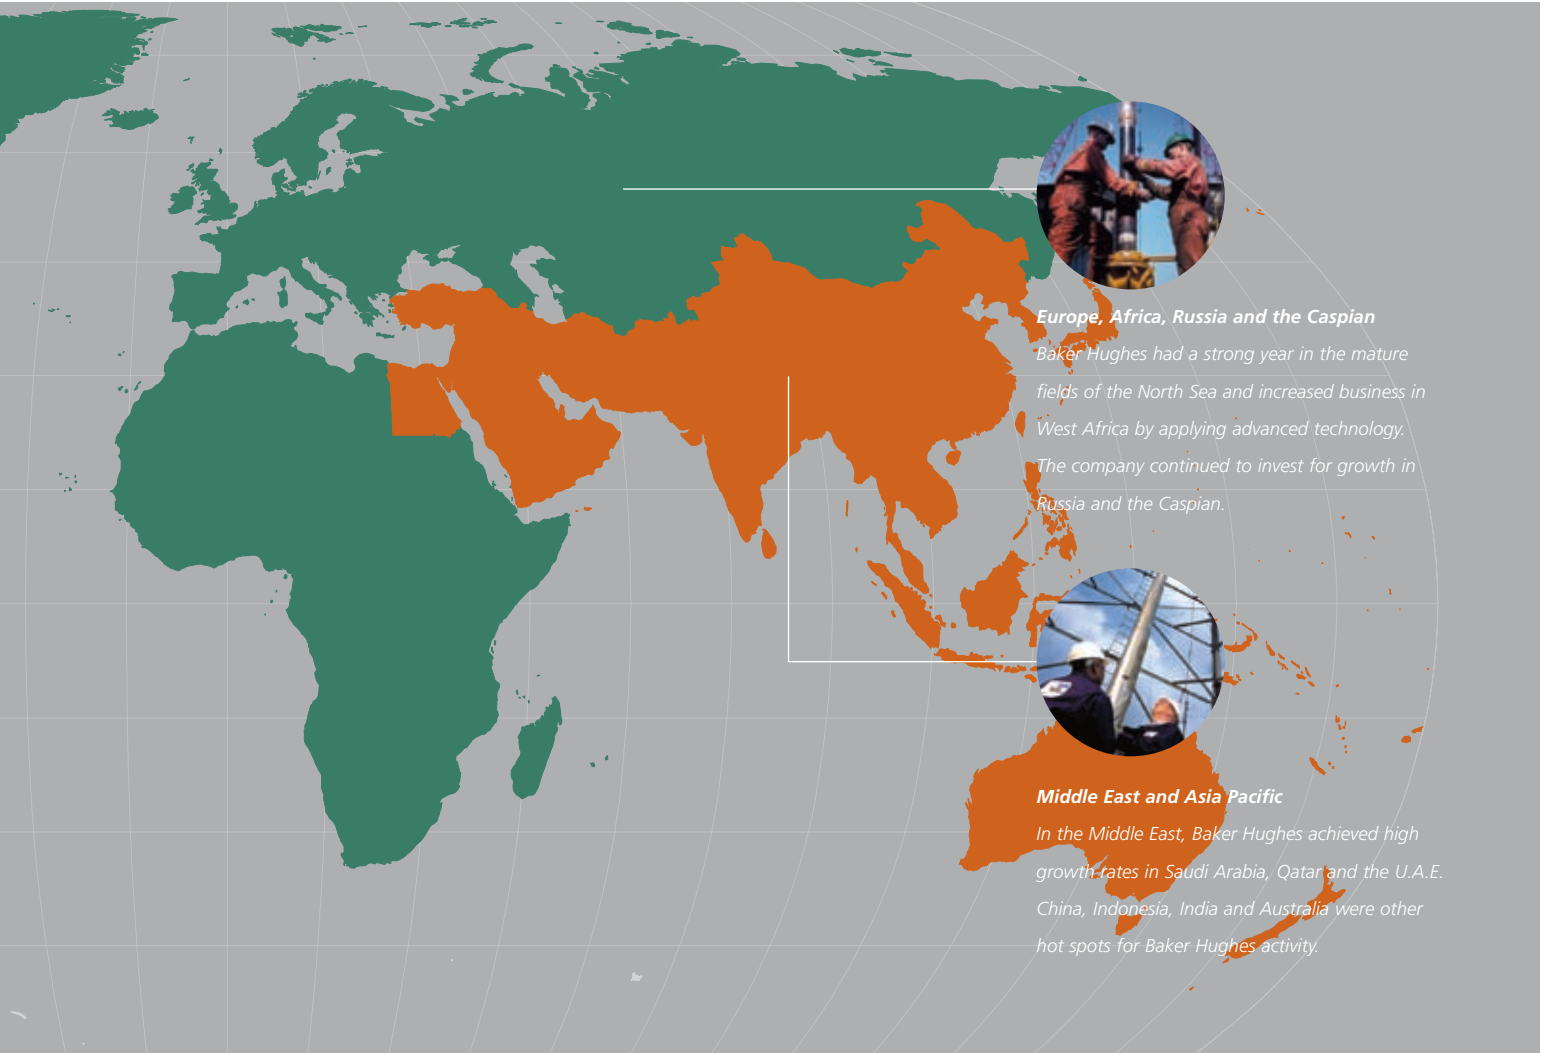 Europe, Africa, Russia and the Caspian
Baker Hughes had a strong year in the mature
fields of the North Sea and increased business in
West Africa by applying advanced technology.
The company continued to invest for growth in
Russia and the Caspian.
Middle East and Asia Pacific
In the Middle East, Baker Hughes achieved high
growth rates in Saudi Arabia, Qatar and the U.A.E.
China, Indonesia, India and Australia were other
hot spots for Baker Hughes activity.